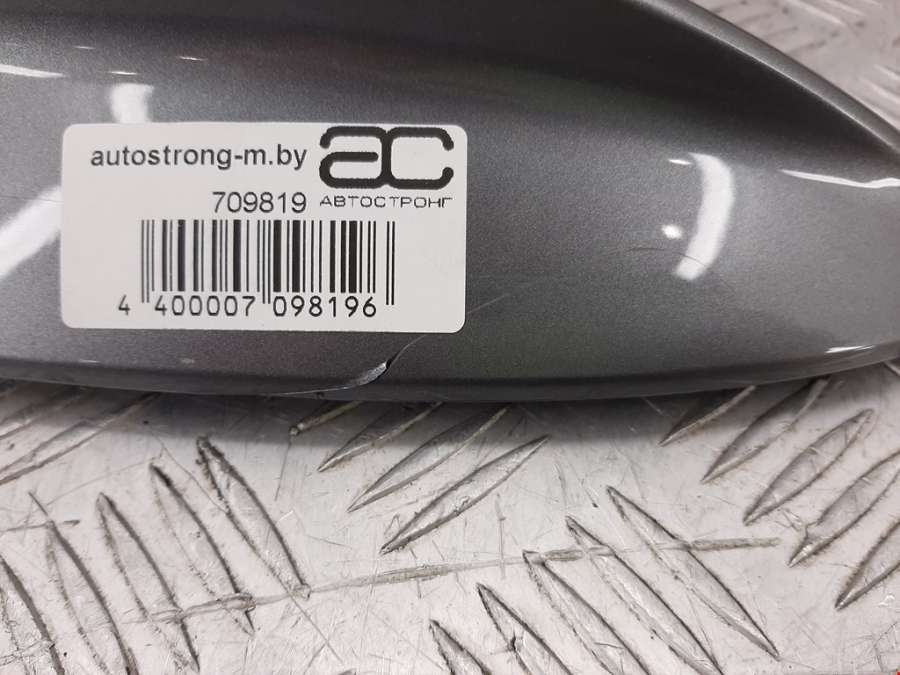 autostrong-m.by
ac
709819
АВТОСТРОНГ
4 400007 098196